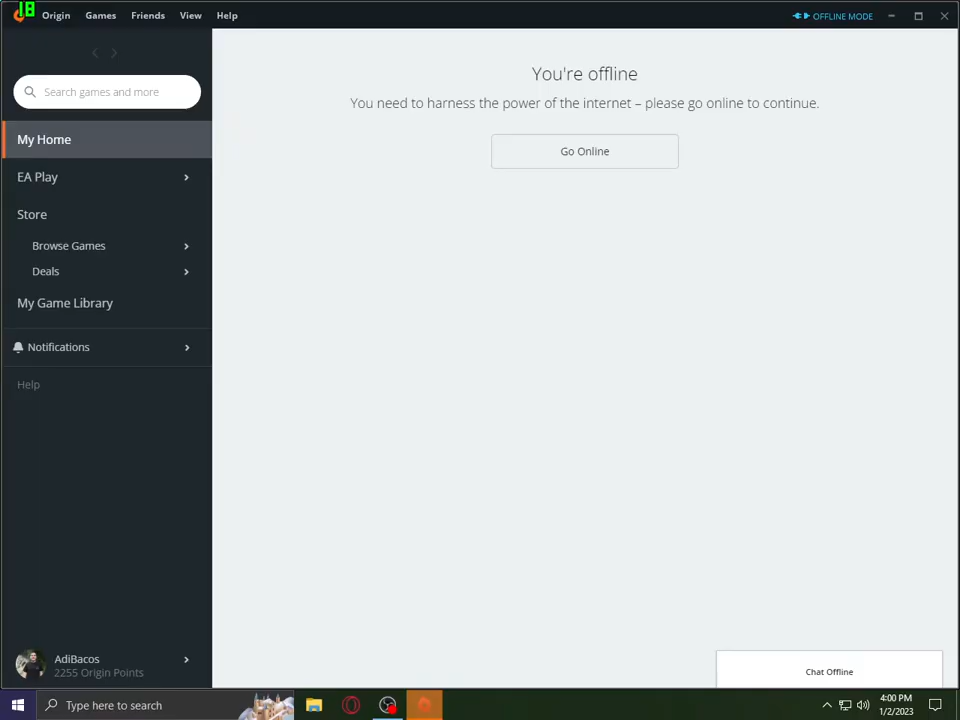 18
Origin Games Friends View Help
OFFLINE MODE
Search games and more
My Home
EA Play
Store
Browse Games
Deals
My Game Library
Notifications
Help
AdiBacos
2255 Origin Points
You're offline
You need to harness the power of the internet – please go online to continue.
Go Online
Chat Offline
Type here to search
4:00 PM
1/2/2023